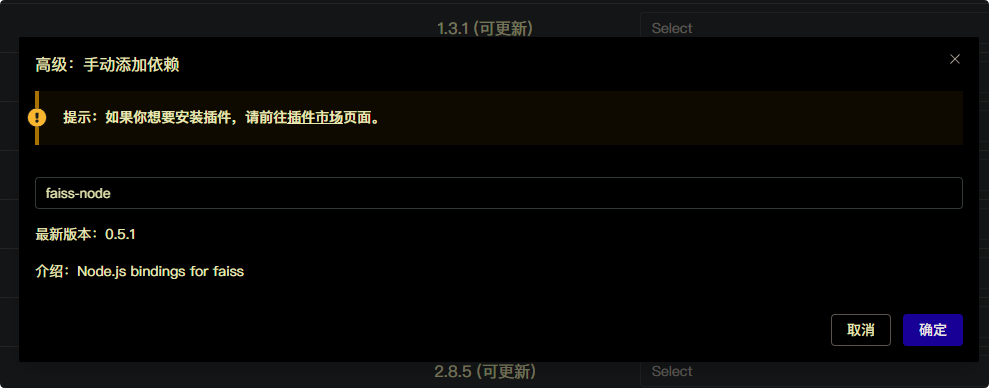 1.3.1 (可更新)
Select
高级：手动添加依赖
提示：如果你想要安装插件，请前往插件市场页面。
faiss-node
最新版本：0.5.1
介绍：Node.js bindings for faiss
取消
确定
2.8.5 (可更新)
Select